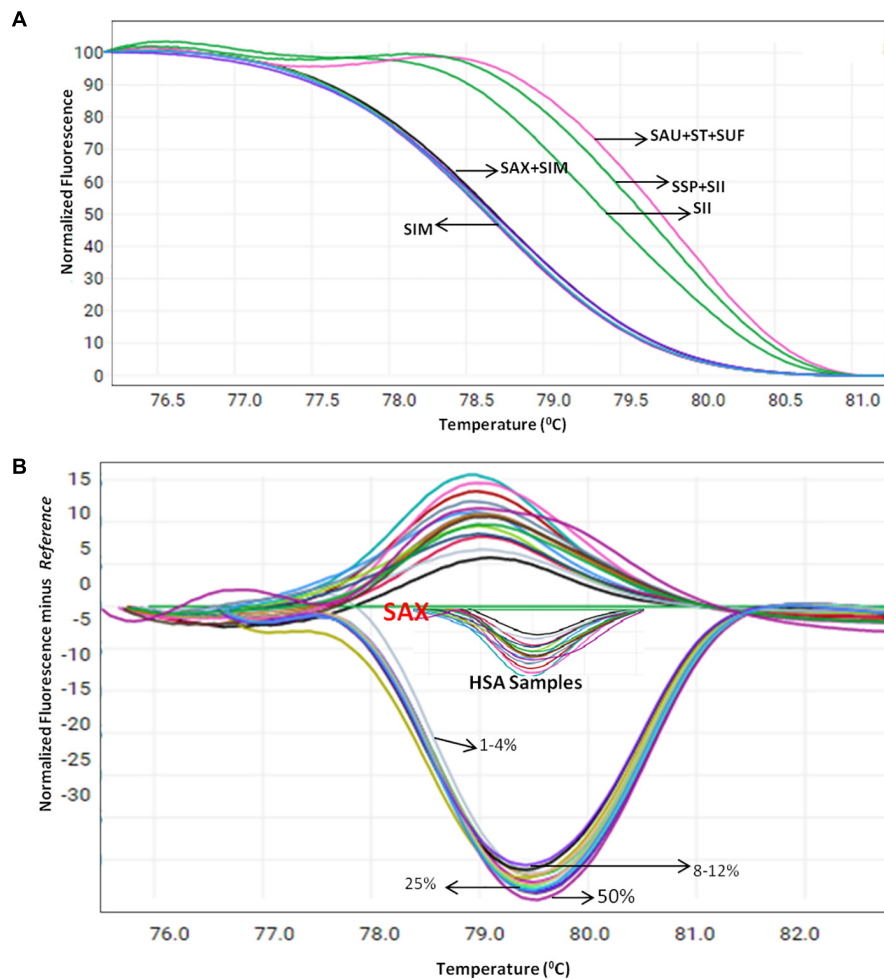 A
Normalized Fluorescence
100
90
80
70
60
50
40
30
20
10
0
SAU+ST+SUF
SAX+SIM
SSP+SII
SII
SIM
76.5 77.0 77.5 78.0 78.5 79.0 79.5 80.0 80.5 81.0
Temperature (⁰C)
B
Normalized Fluorescence minus Reference
15
10
5
0
-5
-10
-15
-20
-25
-30
SAX
HSA Samples
1-4%
8-12%
25%
50%
76.0 77.0 78.0 79.0 80.0 81.0 82.0
Temperature (⁰C)